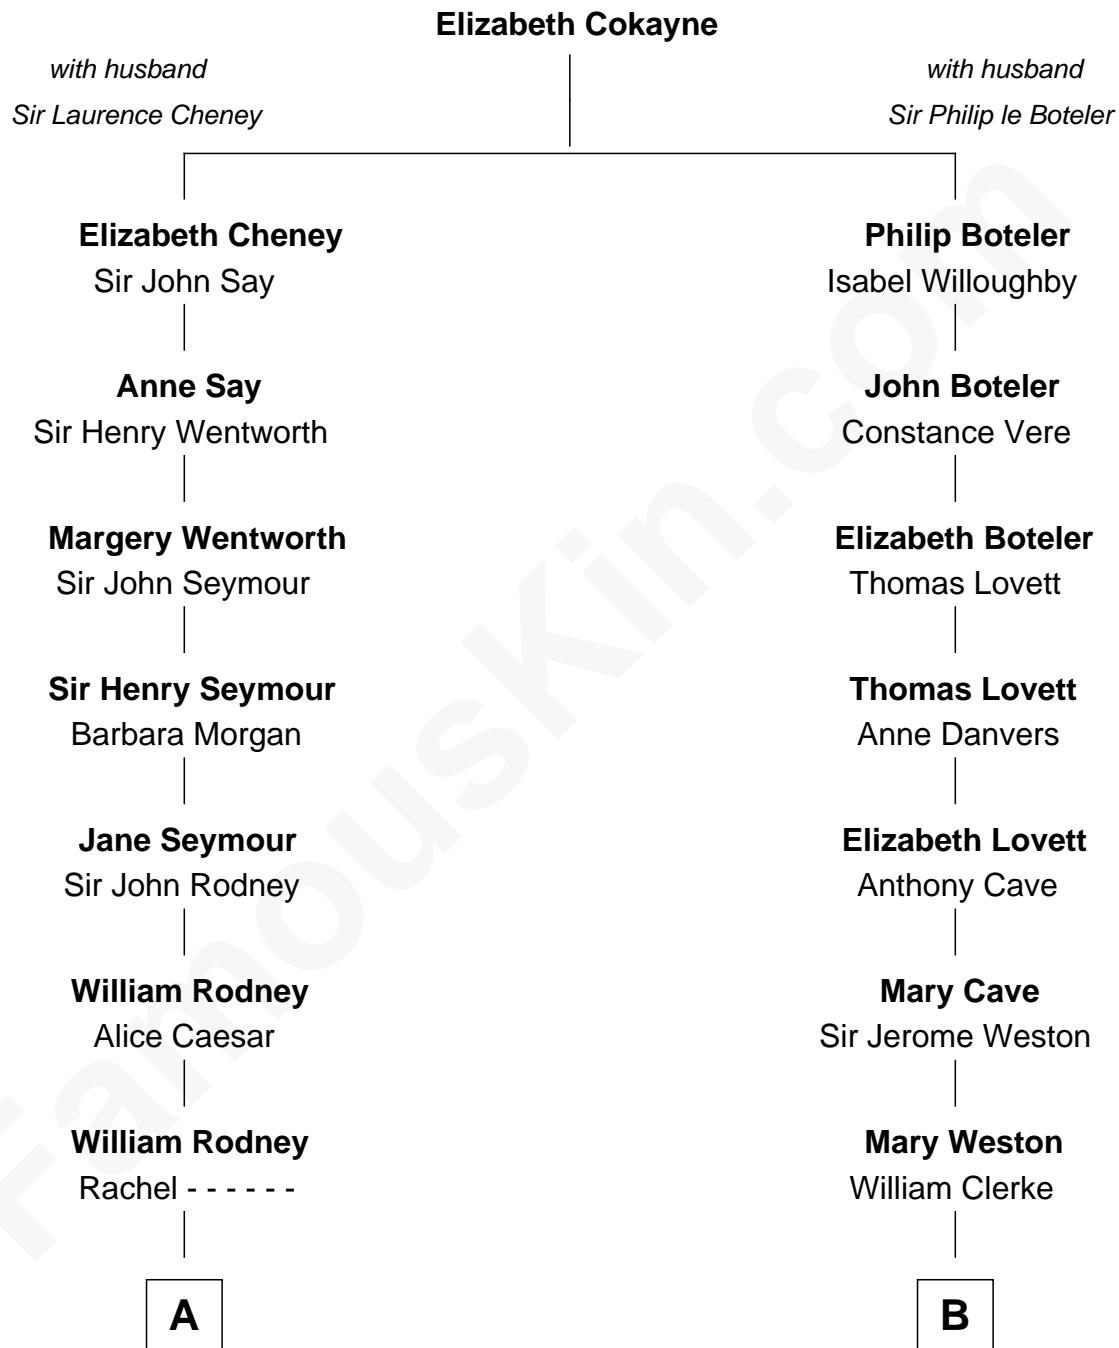 Elizabeth Cokayne
with husband
Sir Laurence Cheney
with husband
Sir Philip le Boteler
Elizabeth Cheney
Sir John Say
Philip Boteler
Isabel Willoughby
Anne Say
Sir Henry Wentworth
John Boteler
Constance Vere
Margery Wentworth
Sir John Seymour
Elizabeth Boteler
Thomas Lovett
Sir Henry Seymour
Barbara Morgan
Thomas Lovett
Anne Danvers
Jane Seymour
Sir John Rodney
Elizabeth Lovett
Anthony Cave
William Rodney
Alice Caesar
Mary Cave
Sir Jerome Weston
William Rodney
Rachel - - - - - -
Mary Weston
William Clerke
A
B
FamousKin.com